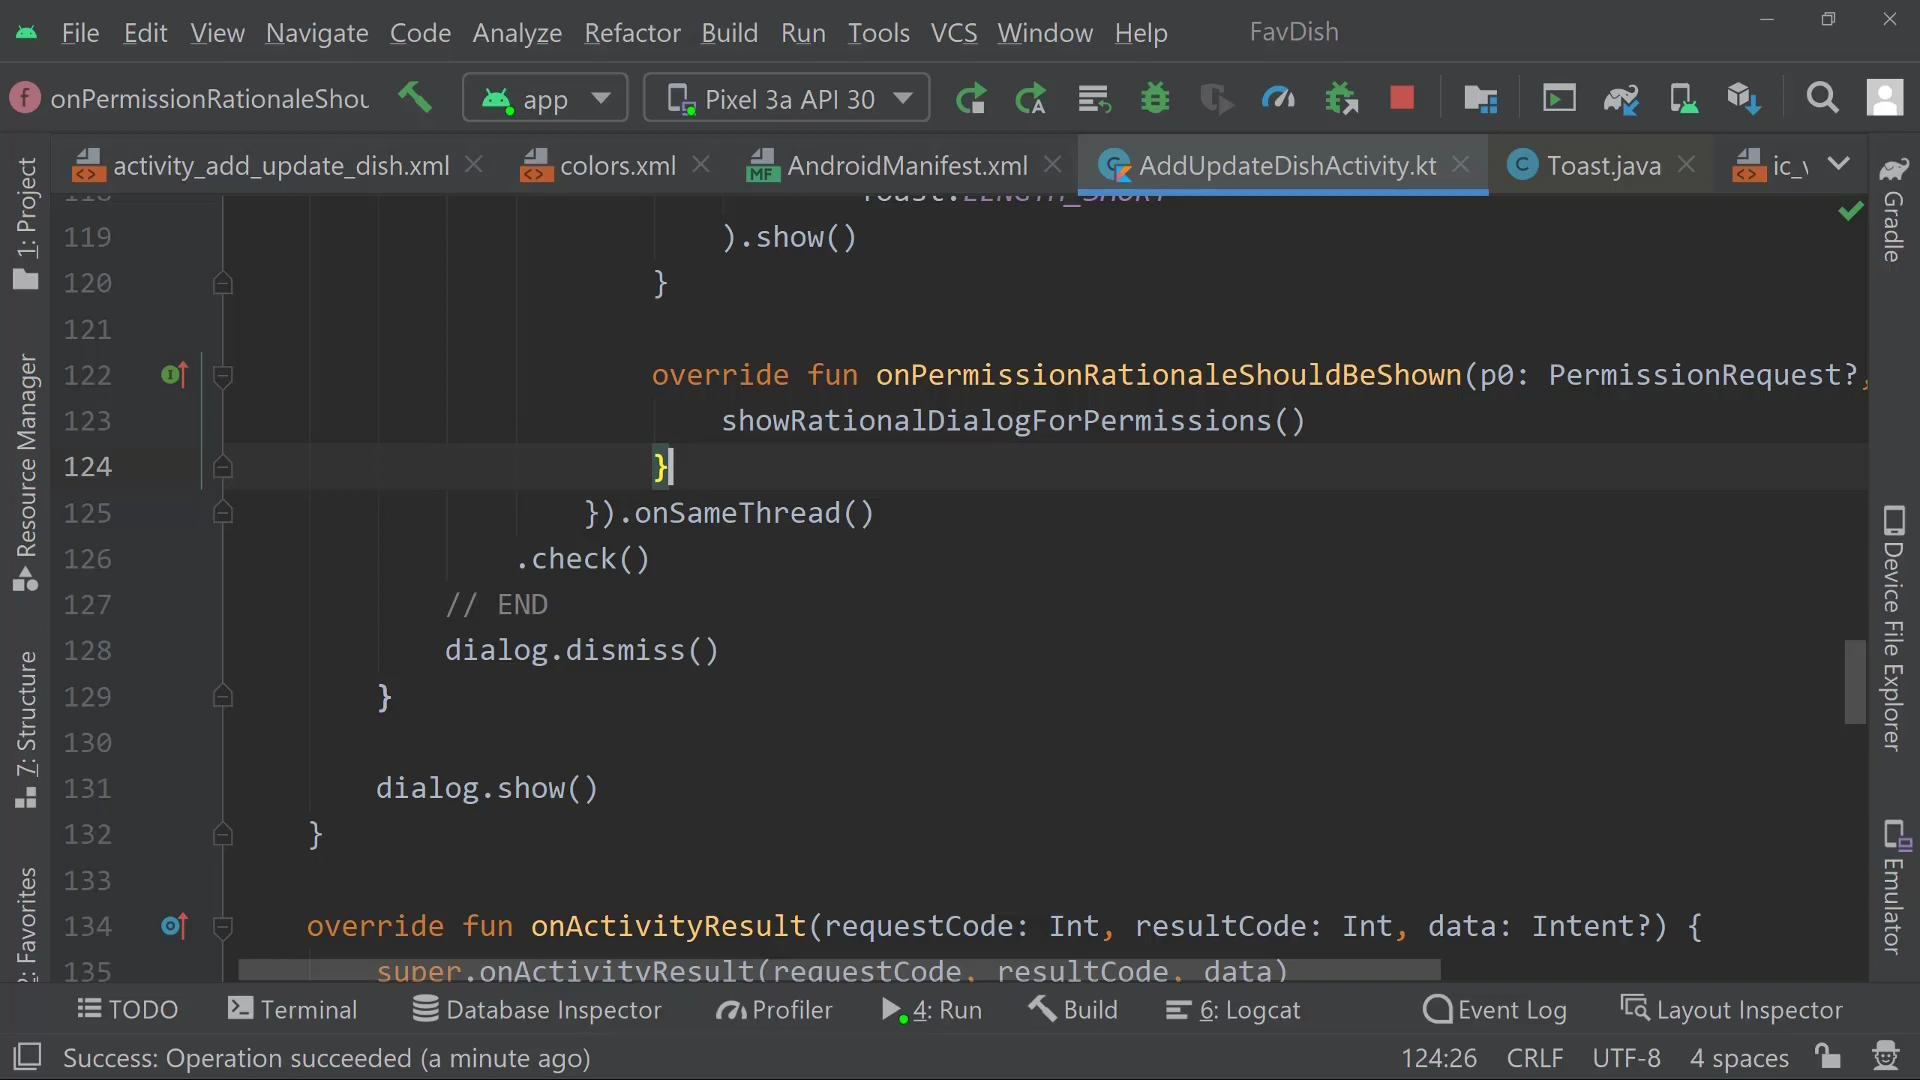 File Edit View Navigate Code Analyze Refactor Build Run Tools VCS Window Help FavDish
f onPermissionRationaleShou app Pixel 3a API 30
activity_add_update_dish.xml colors.xml AndroidManifest.xml AddUpdateDishActivity.kt Toast.java ic_v
119 ).show()
120 }
121
122 override fun onPermissionRationaleShouldBeShown(p0: PermissionRequest?,
123 showRationalDialogForPermissions()
124 }
125 }).onSameThread()
126 .check()
127 // END
128 dialog.dismiss()
129 }
130
131 dialog.show()
132 }
133
134 override fun onActivityResult(requestCode: Int, resultCode: Int, data: Intent?) {
135 super.onActivityResult(requestCode, resultCode, data)
1: Project
Resource Manager
7: Structure
2: Favorites
Gradle
Device File Explorer
Emulator
TODO Terminal Database Inspector Profiler 4: Run Build 6: Logcat Event Log Layout Inspector
Success: Operation succeeded (a minute ago) 124:26 CRLF UTF-8 4 spaces